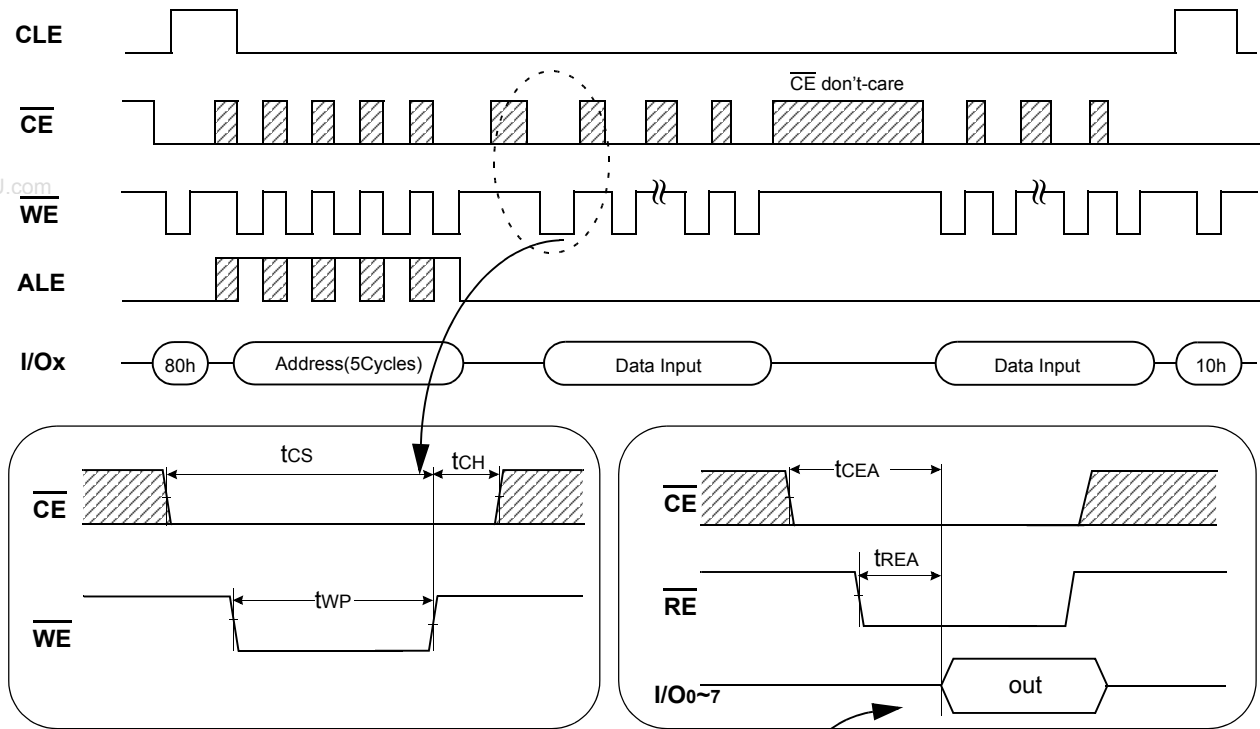 CLE
CE don't-care
CE
U.com
WE
ALE
I/Ox
80h
Address(5Cycles)
Data Input
Data Input
10h
tCS
tCH
CE
tWP
WE
tCEA
CE
tREA
RE
I/O0~7
out